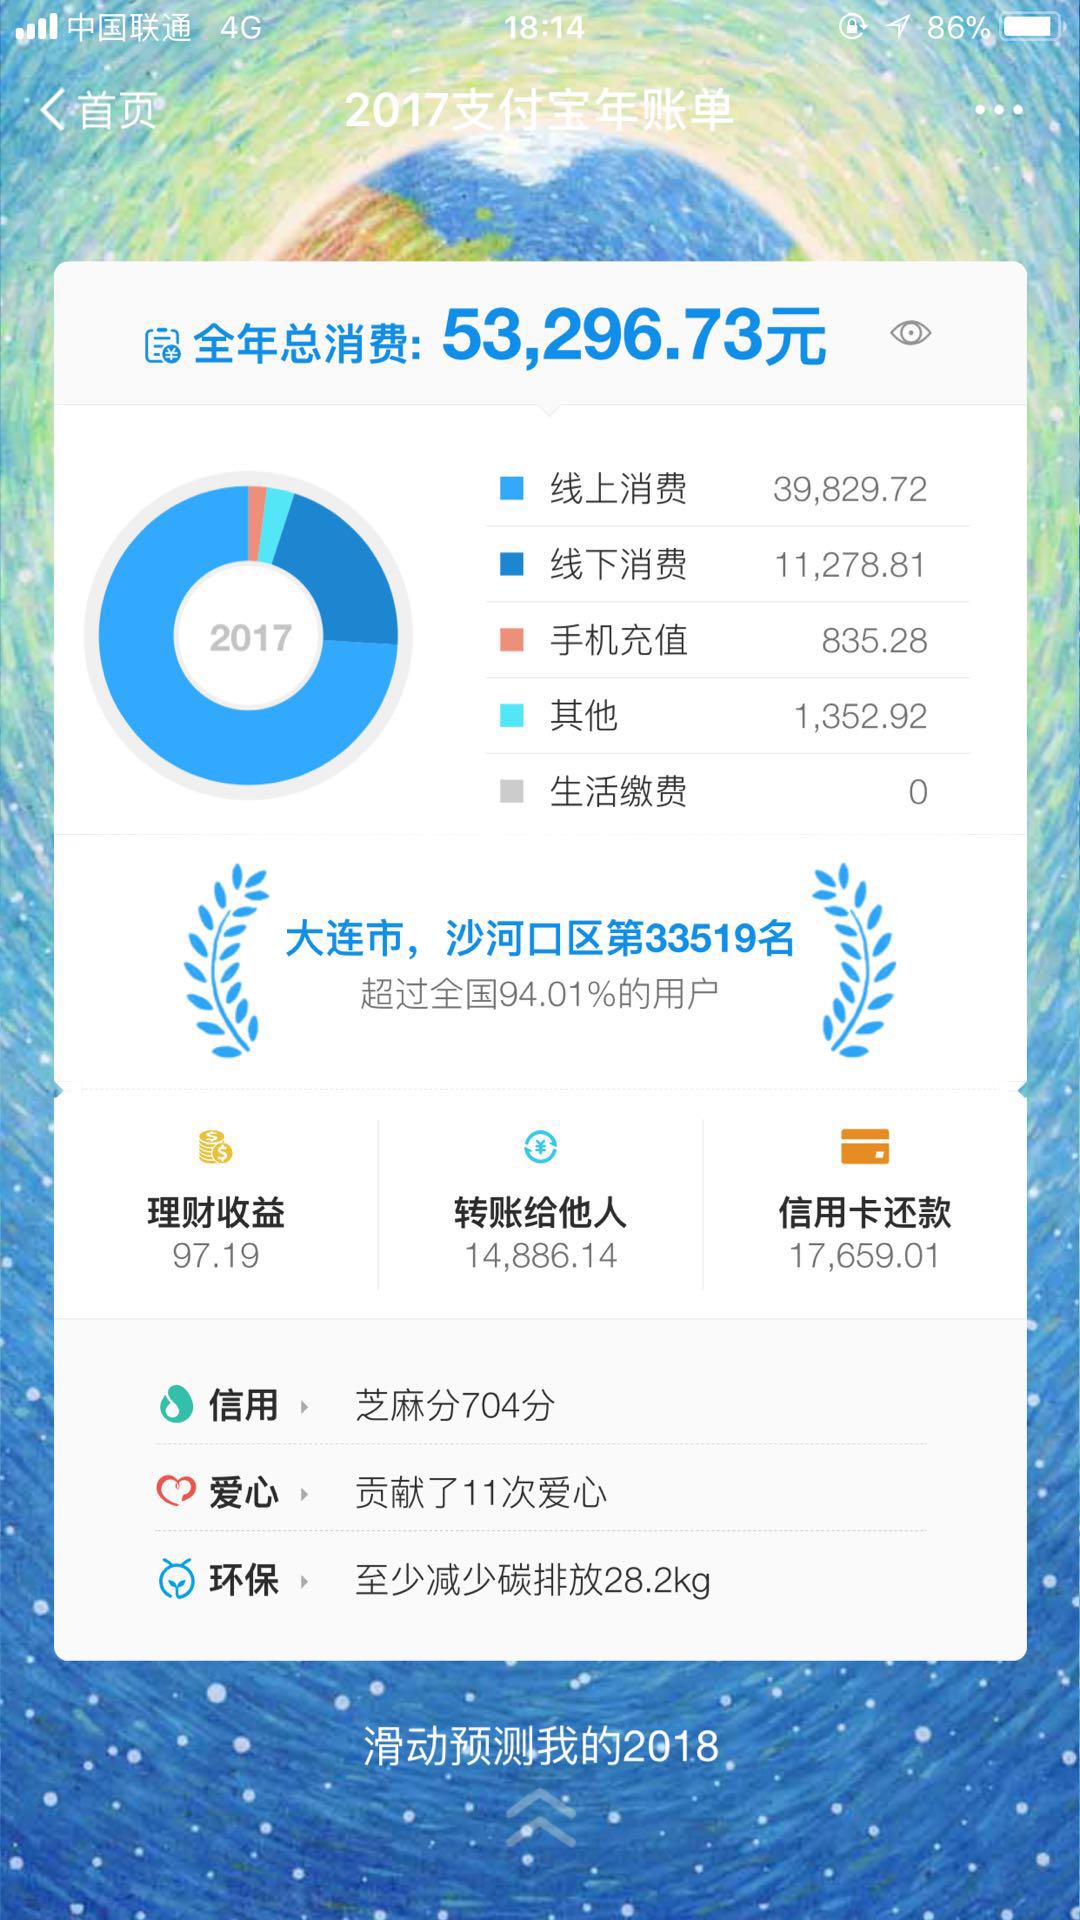 中国联通 4G 18:14 86%
首页 2017支付宝年账单
全年总消费: 53,296.73元
2017
线上消费 39,829.72
线下消费 11,278.81
手机充值 835.28
其他 1,352.92
生活缴费 0
大连市，沙河口区第33519名
超过全国94.01%的用户
理财收益 转账给他人 信用卡还款
97.19 14,886.14 17,659.01
信用 芝麻分704分
爱心 贡献了11次爱心
环保 至少减少碳排放28.2kg
滑动预测我的2018